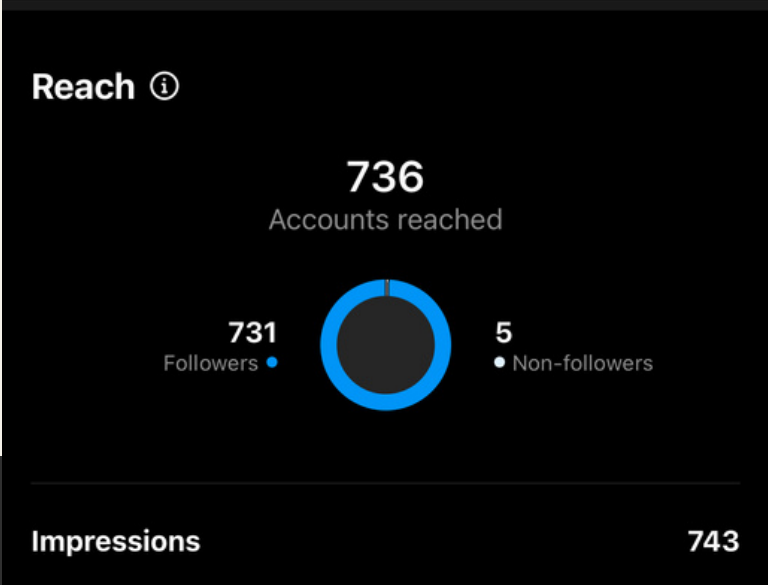 Reach
736
Accounts reached
731
Followers
5
Non-followers
Impressions 743